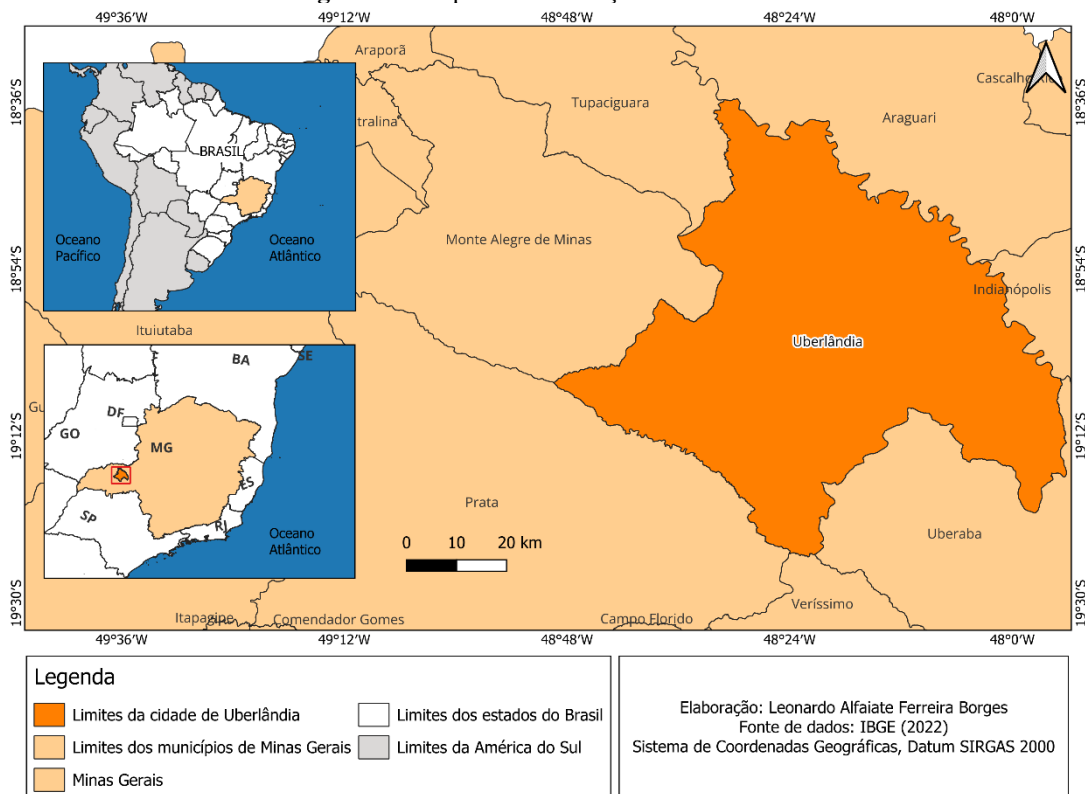 49°36'W 49°12'W 48°48'W 48°24'W 48°0'W
18°36'S
18°54'S
19°12'S
19°30'S
Araporã
Cascalho
Tupaciguara
Araguari
tralina
Monte Alegre de Minas
Indianópolis
Ituiutaba
Uberlândia
Gu
Prata
Uberaba
Veríssimo
Itapagipe
Comendador Gomes
Campo Florido
BRASIL
Oceano
Pacífico
Oceano
Atlântico
BA
SE
DF
GO
MG
ES
SP
RJ
Oceano
Atlântico
0 10 20 km
18°36'S
18°54'S
19°12'S
19°30'S
49°36'W 49°12'W 48°48'W 48°24'W 48°0'W
Legenda
Limites da cidade de Uberlândia
Limites dos municípios de Minas Gerais
Minas Gerais
Limites dos estados do Brasil
Limites da América do Sul
Elaboração: Leonardo Alfaiate Ferreira Borges
Fonte de dados: IBGE (2022)
Sistema de Coordenadas Geográficas, Datum SIRGAS 2000